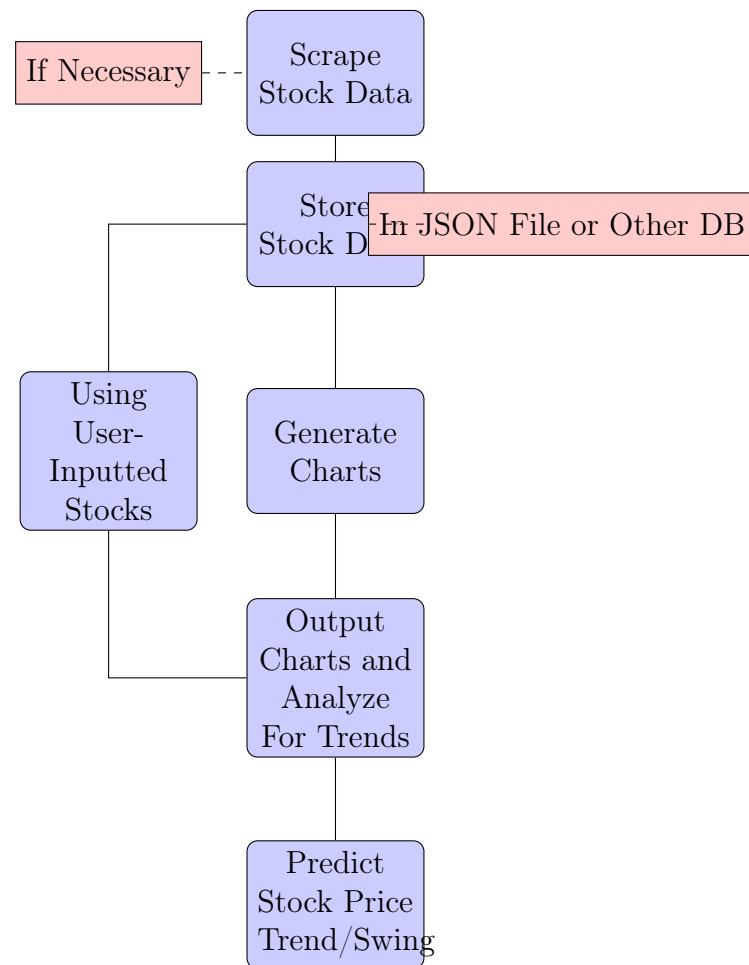 Scrape
Stock Data
If Necessary
Store
Stock D
In JSON File or Other DB
Using
User-
Inputted
Stocks
Generate
Charts
Output
Charts and
Analyze
For Trends
Predict
Stock Price
Trend/Swing